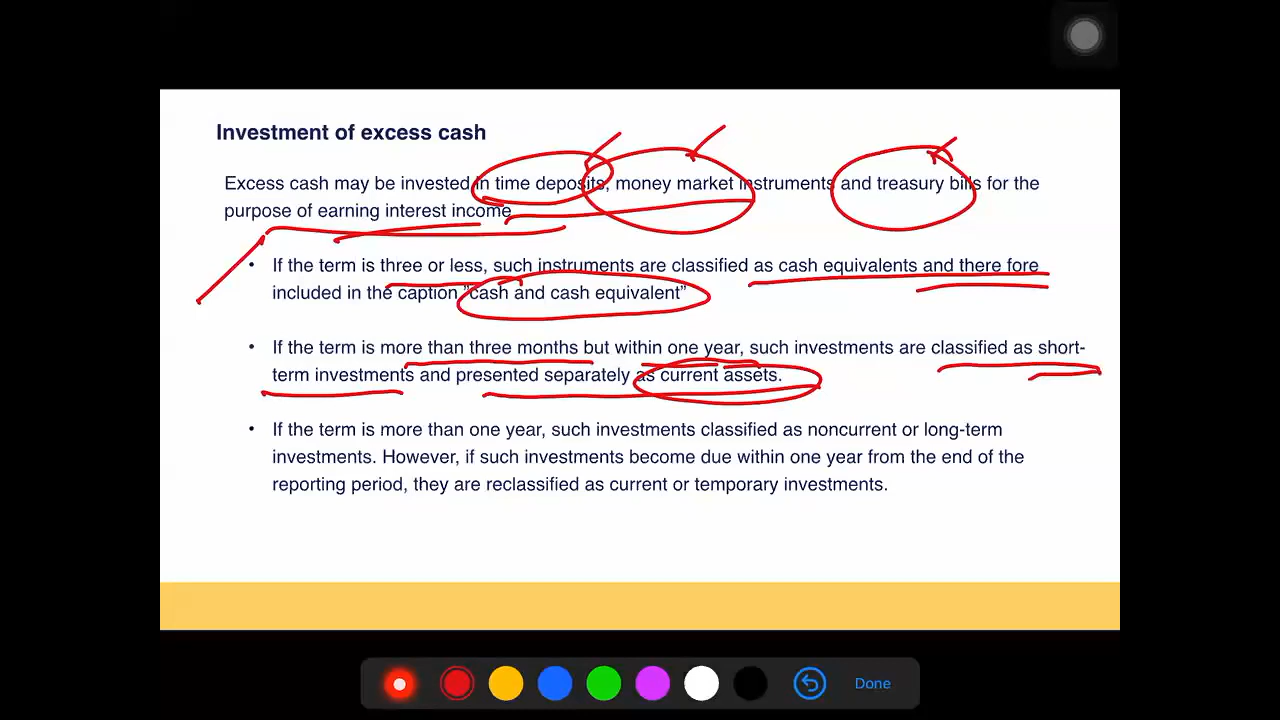 Investment of excess cash
Excess cash may be invested in time deposits, money market instruments and treasury bills for the
purpose of earning interest income
• If the term is three or less, such instruments are classified as cash equivalents and there fore
included in the caption ”cash and cash equivalent”
• If the term is more than three months but within one year, such investments are classified as short-
term investments and presented separately as current assets.
• If the term is more than one year, such investments classified as noncurrent or long-term
investments. However, if such investments become due within one year from the end of the
reporting period, they are reclassified as current or temporary investments.
Done